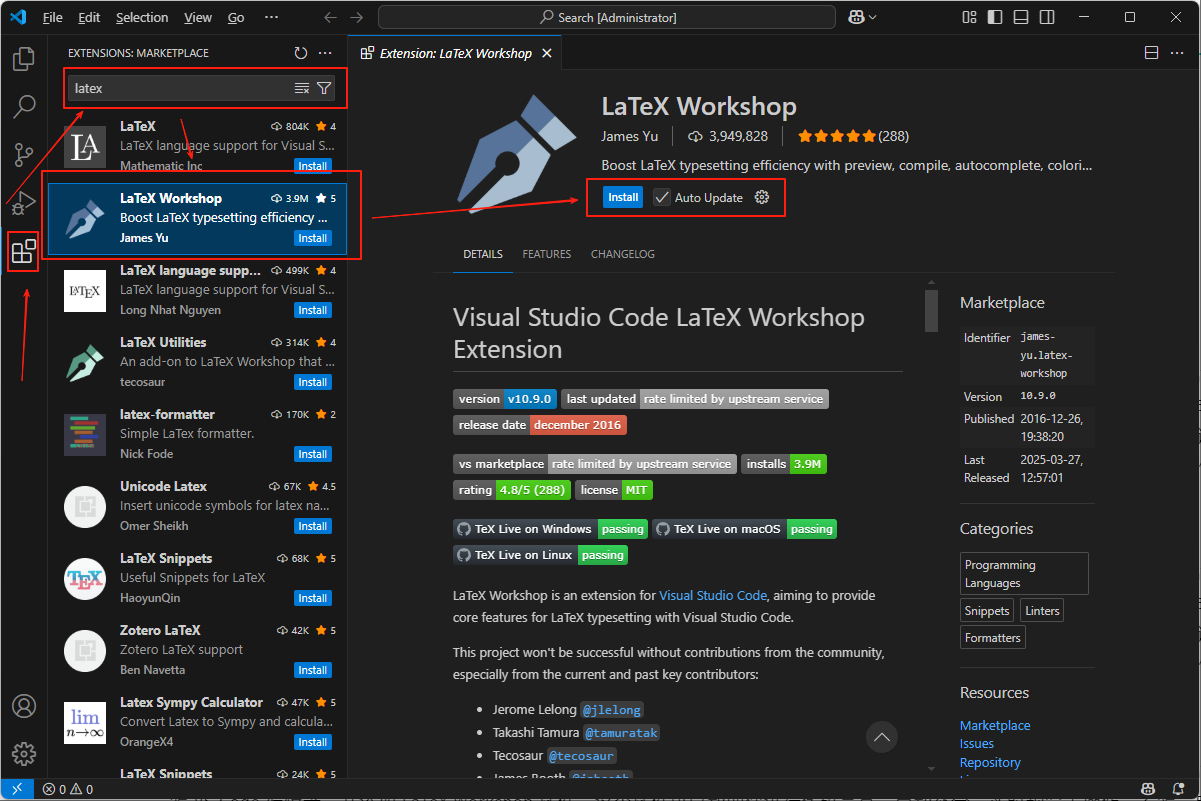 File Edit Selection View Go ··· Search [Administrator]
EXTENSIONS: MARKETPLACE
latex
LaTeX 804K 4
LaTeX language support for Visual S...
Mathematic Inc Install
LaTeX Workshop 3.9M 5
Boost LaTeX typesetting efficiency ...
James Yu Install
LaTeX language supp... 499K 4
LaTeX language support for Visual S...
Long Nhat Nguyen Install
LaTeX Utilities 314K 4
An add-on to LaTeX Workshop that ...
tecosaur Install
latex-formatter 170K 2
Simple LaTex formatter.
Nick Fode Install
Unicode Latex 67K 4.5
Insert unicode symbols for latex na...
Omer Sheikh Install
LaTeX Snippets 68K 5
Useful Snippets for LaTeX
HaoyunQin Install
Zotero LaTeX 42K 5
Zotero LaTeX support
Ben Navetta Install
Latex Sympy Calculator 47K 5
Convert Latex to Sympy and calcula...
OrangeX4 Install
LaTeX Snippets 24K 5
LA
LATEX
TEX
lim
n→∞
Extension: LaTeX Workshop
LaTeX Workshop
James Yu 3,949,828 (288)
Boost LaTeX typesetting efficiency with preview, compile, autocomplete, colori...
Install Auto Update
DETAILS FEATURES CHANGELOG
Visual Studio Code LaTeX Workshop
Extension
version v10.9.0 last updated rate limited by upstream service
release date december 2016
vs marketplace rate limited by upstream service installs 3.9M
rating 4.8/5 (288) license MIT
TeX Live on Windows passing TeX Live on macOS passing
TeX Live on Linux passing
LaTeX Workshop is an extension for Visual Studio Code, aiming to provide
core features for LaTeX typesetting with Visual Studio Code.
This project won't be successful without contributions from the community,
especially from the current and past key contributors:
• Jerome Lelong @jlelong
• Takashi Tamura @tamuratak
• Tecosaur @tecosaur
Marketplace
Identifier james-
yu.latex-
workshop
Version 10.9.0
Published 2016-12-26,
19:38:20
Last 2025-03-27,
Released 12:57:01
Categories
Programming
Languages
Snippets Linters
Formatters
Resources
Marketplace
Issues
Repository
0 0